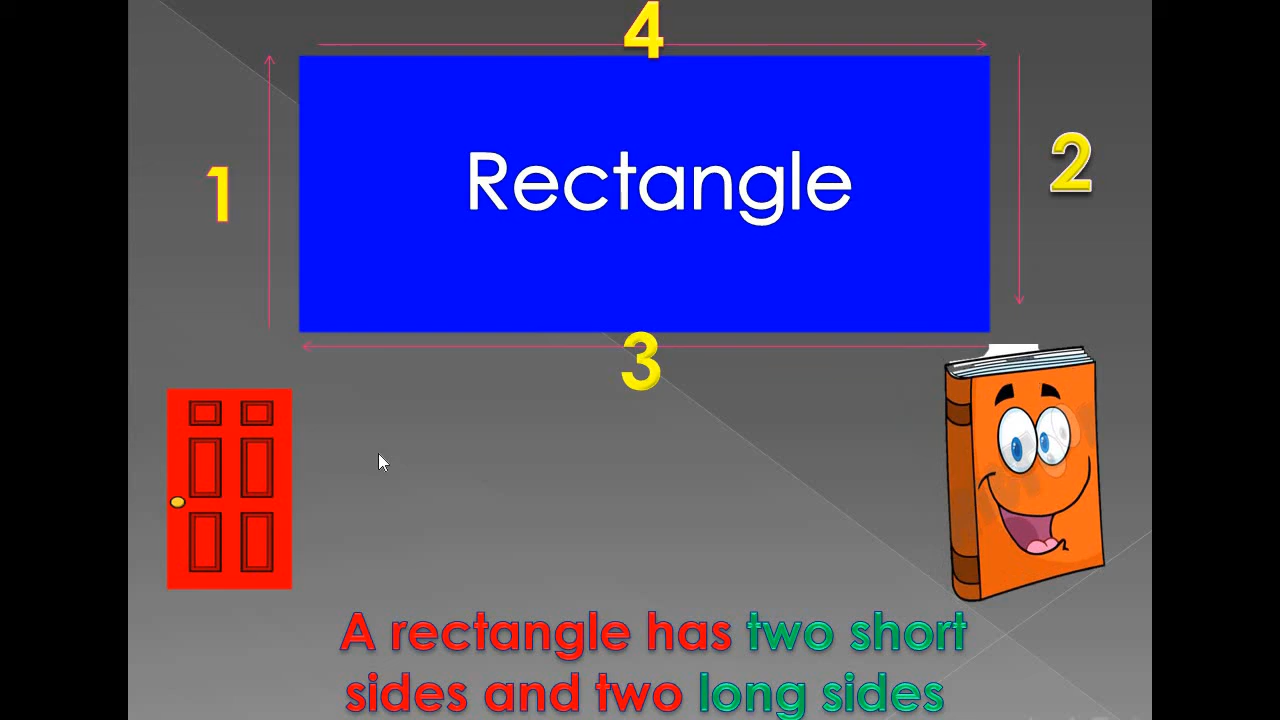 4
1
Rectangle
2
3
A rectangle has two short
sides and two long sides